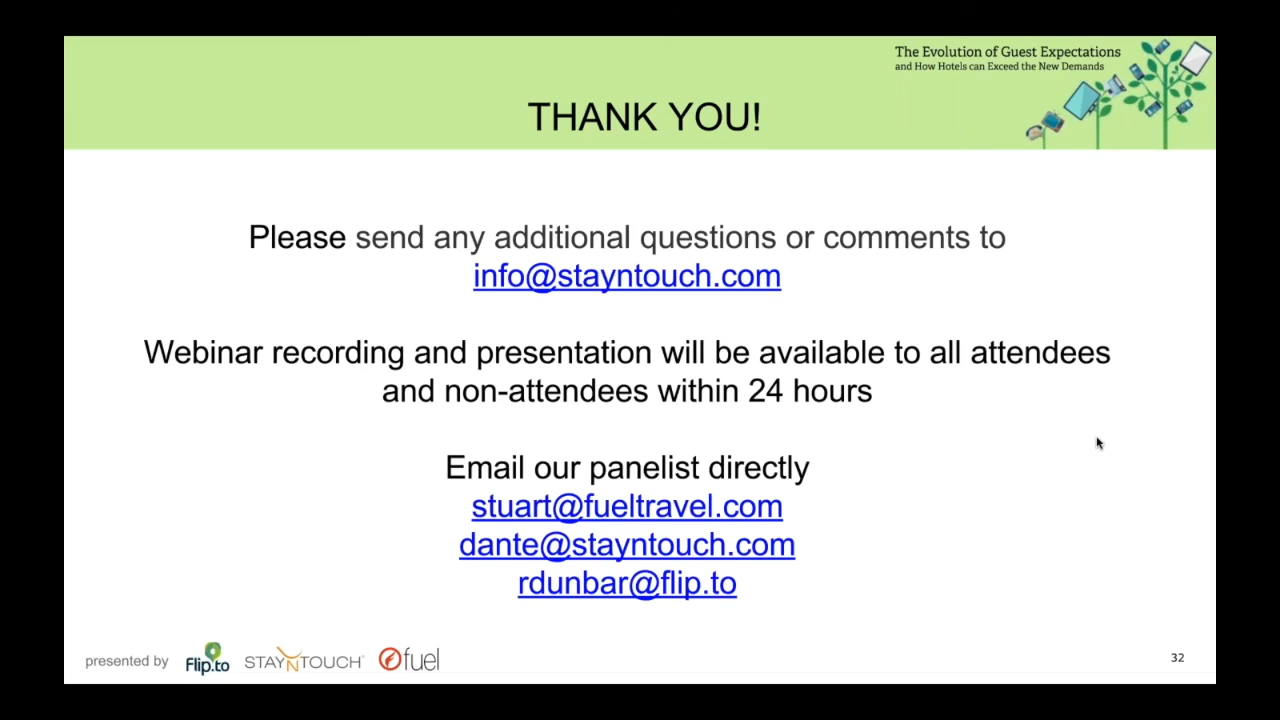 The Evolution of Guest Expectations
and How Hotels can Exceed the New Demands
THANK YOU!
Please send any additional questions or comments to
info@stayntouch.com
Webinar recording and presentation will be available to all attendees
and non-attendees within 24 hours
Email our panelist directly
stuart@fueltravel.com
dante@stayntouch.com
rdunbar@flip.to
presented by Flip.to STAYNTOUCH fuel 32